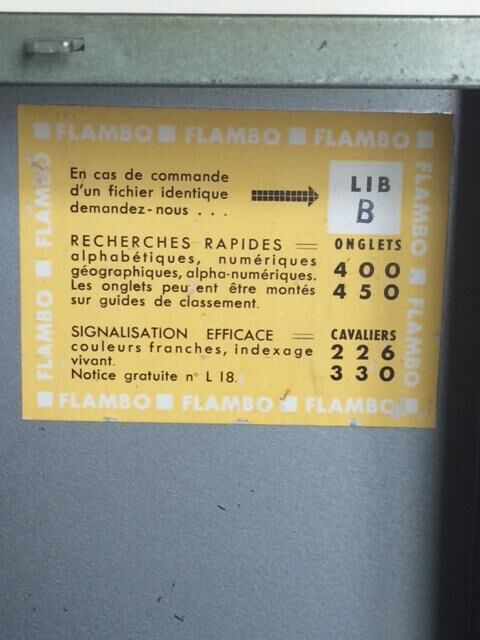 FLAMBO FLAMBO FLAMBO
FLAMBO
FLAMBO
En cas de commande
d'un fichier identique
demandez-nous . . .
LIB
B
RECHERCHES RAPIDES = ONGLETS
alphabétiques, numériques
géographiques, alpha-numériques.
Les onglets peuvent être montés
sur guides de classement.
400
450
SIGNALISATION EFFICACE = CAVALIERS
couleurs franches, indexage
vivant.
Notice gratuite n° L 18.
226
330
FLAMBO
FLAMBO
FLAMBO FLAMBO FLAMBO